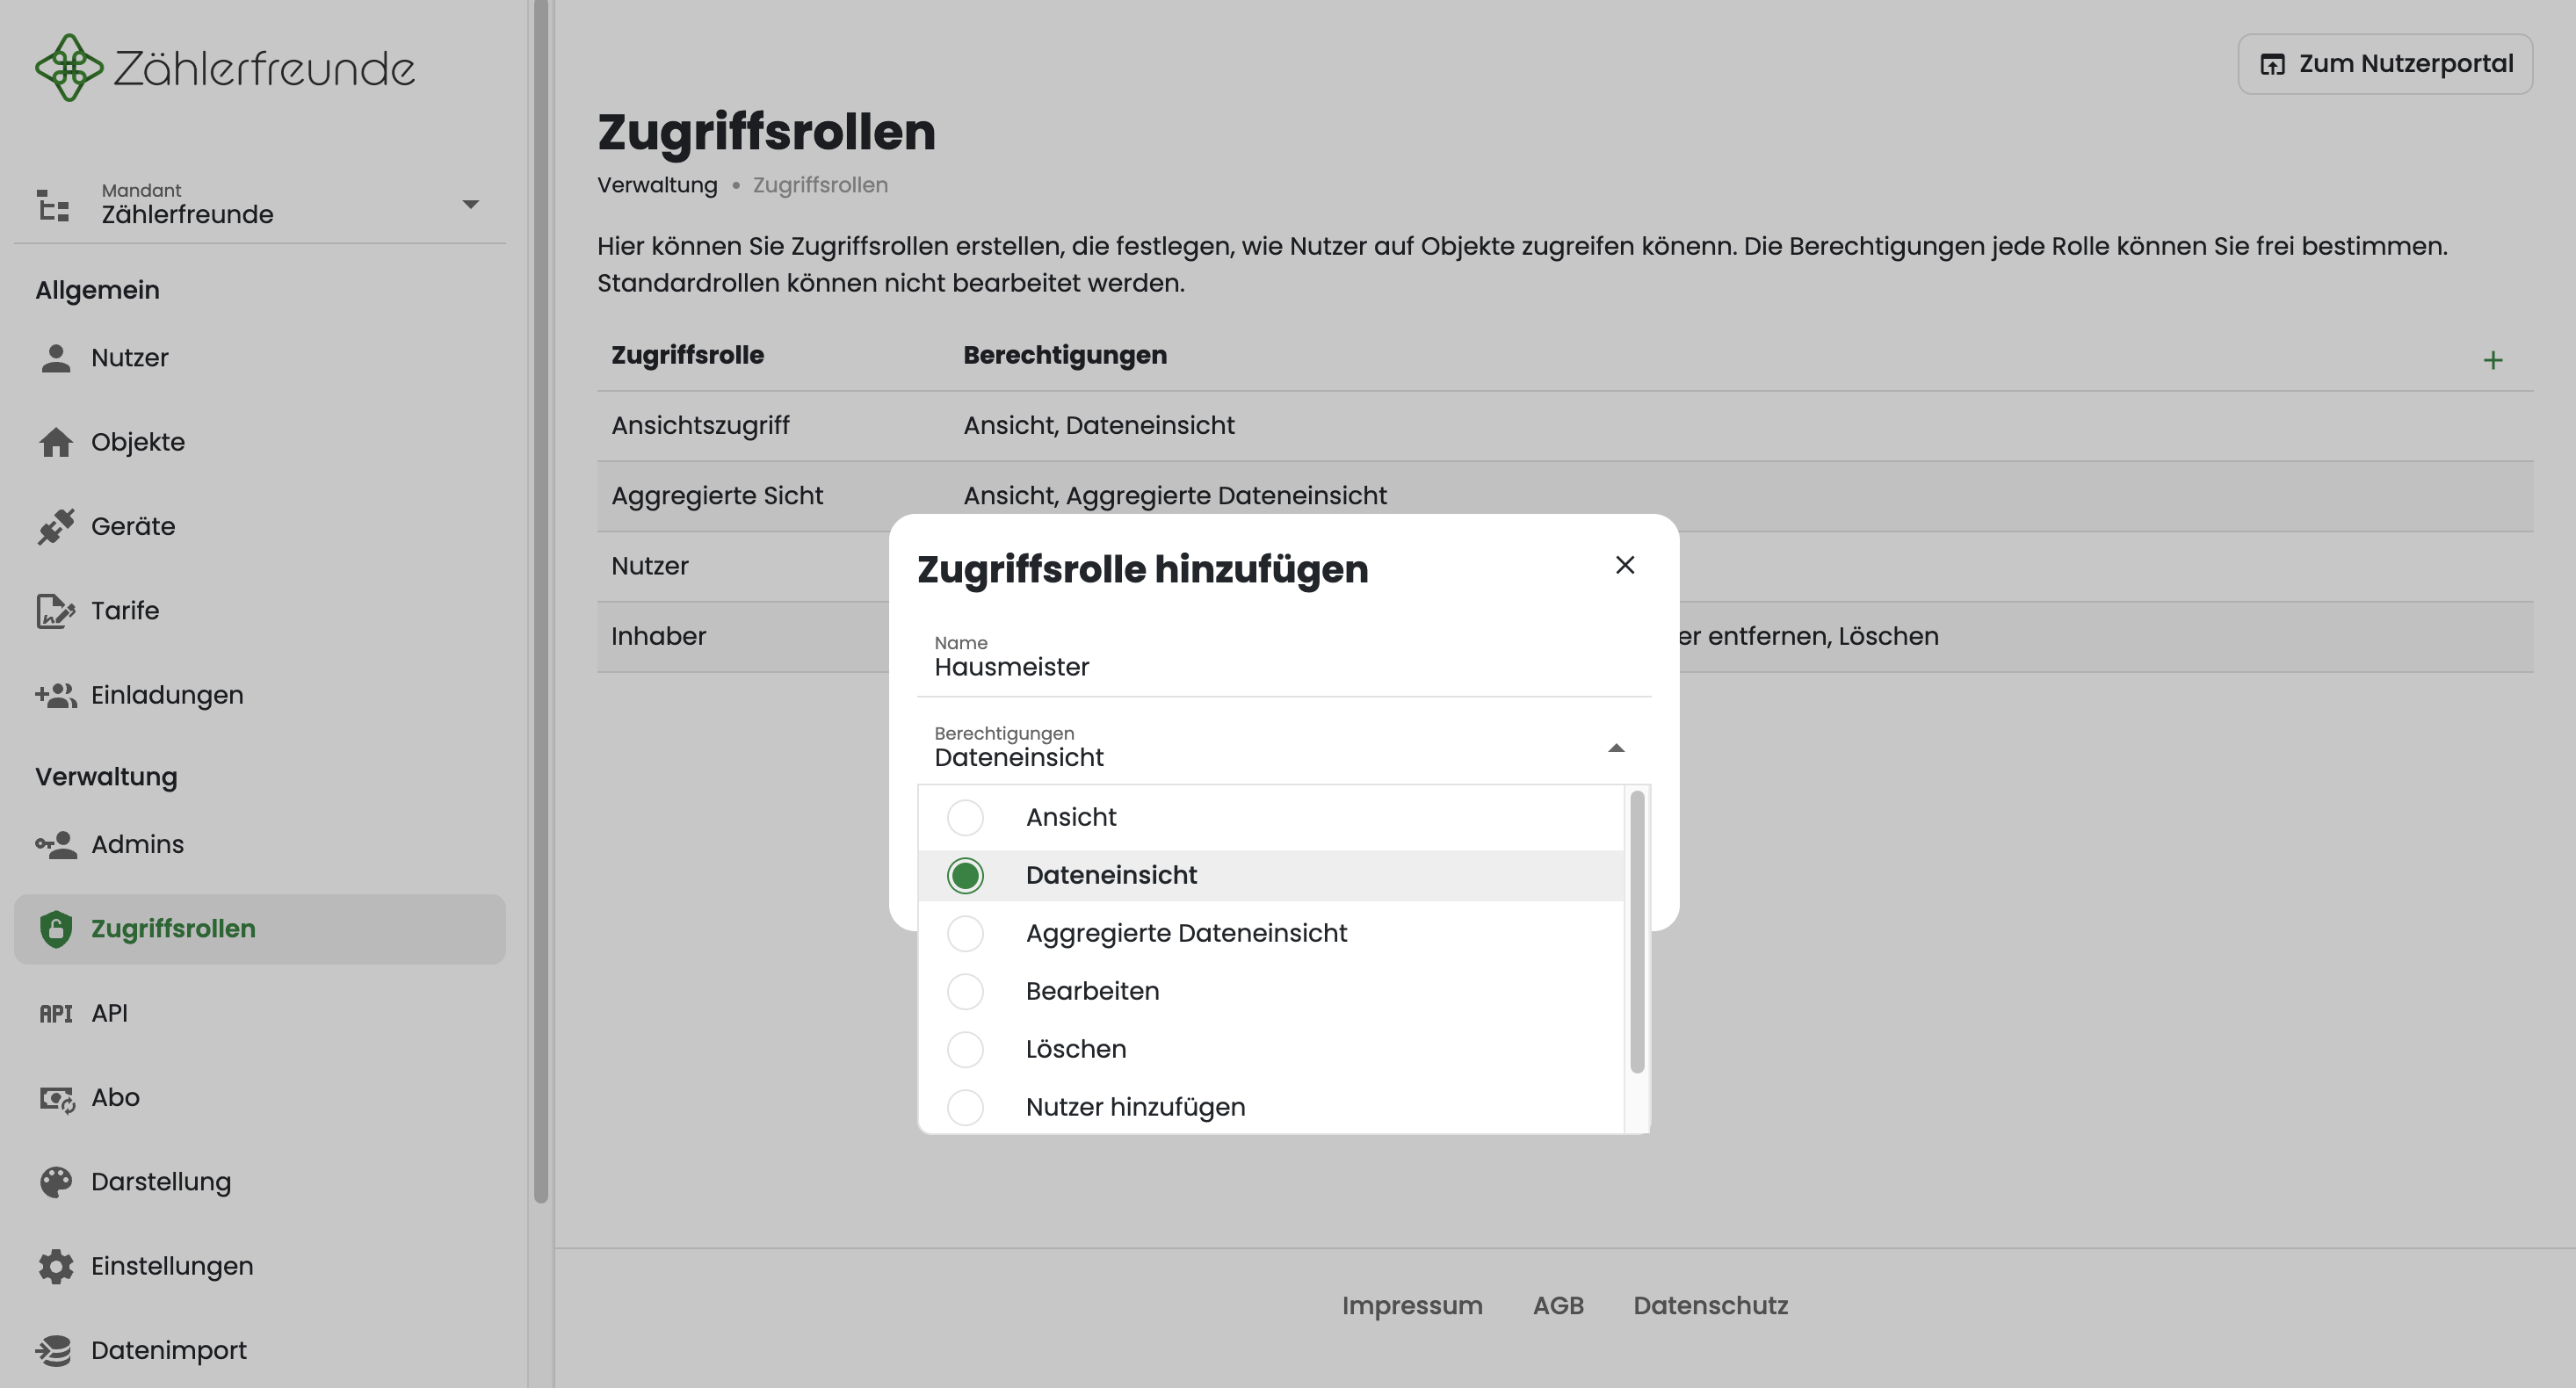 Zählerfreunde
Mandant
Zählerfreunde
Allgemein
Nutzer
Objekte
Geräte
Tarife
Einladungen
Verwaltung
Admins
Zugriffsrollen
API API
Abo
Darstellung
Einstellungen
Datenimport
Zum Nutzerportal
Zugriffsrollen
Verwaltung • Zugriffsrollen
Hier können Sie Zugriffsrollen erstellen, die festlegen, wie Nutzer auf Objekte zugreifen könenn. Die Berechtigungen jede Rolle können Sie frei bestimmen.
Standardrollen können nicht bearbeitet werden.
Zugriffsrolle Berechtigungen +
Ansichtszugriff Ansicht, Dateneinsicht
Aggregierte Sicht Ansicht, Aggregierte Dateneinsicht
Nutzer
Inhaber er entfernen, Löschen
Zugriffsrolle hinzufügen
Name
Hausmeister
Berechtigungen
Dateneinsicht
Ansicht
Dateneinsicht
Aggregierte Dateneinsicht
Bearbeiten
Löschen
Nutzer hinzufügen
Impressum AGB Datenschutz